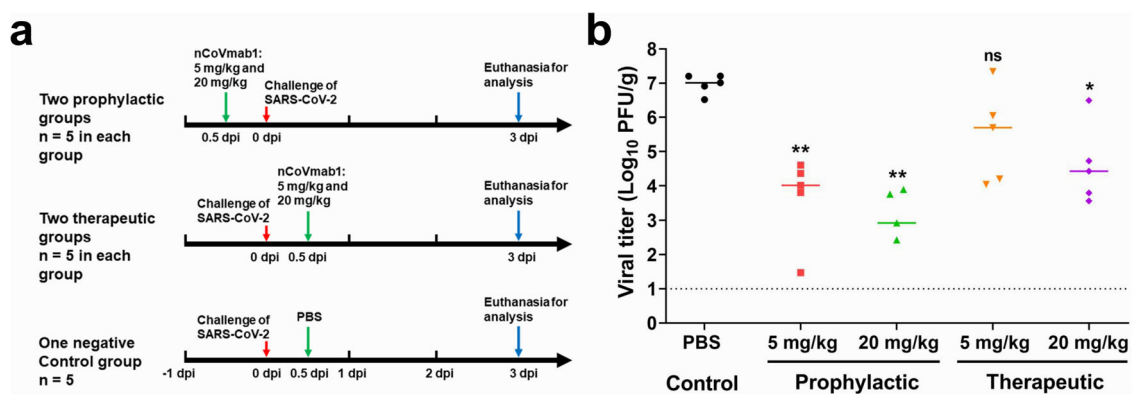 a
nCoVmab1:
5 mg/kg and
20 mg/kg
Challenge of
SARS-CoV-2
Euthanasia for
analysis
Two prophylactic
groups
n = 5 in each
group
0.5 dpi
0 dpi
3 dpi
nCoVmab1:
5 mg/kg and
20 mg/kg
Challenge of
SARS-CoV-2
Euthanasia for
analysis
Two therapeutic
groups
n = 5 in each
group
0 dpi
0.5 dpi
3 dpi
Challenge of
SARS-CoV-2
PBS
Euthanasia for
analysis
One negative
Control group
n = 5
-1 dpi
0 dpi
0.5 dpi
1 dpi
2 dpi
3 dpi
b
Viral titer (Log10 PFU/g)
8
7
6
5
4
3
2
1
0
**
**
ns
*
PBS
5 mg/kg
20 mg/kg
5 mg/kg
20 mg/kg
Control
Prophylactic
Therapeutic